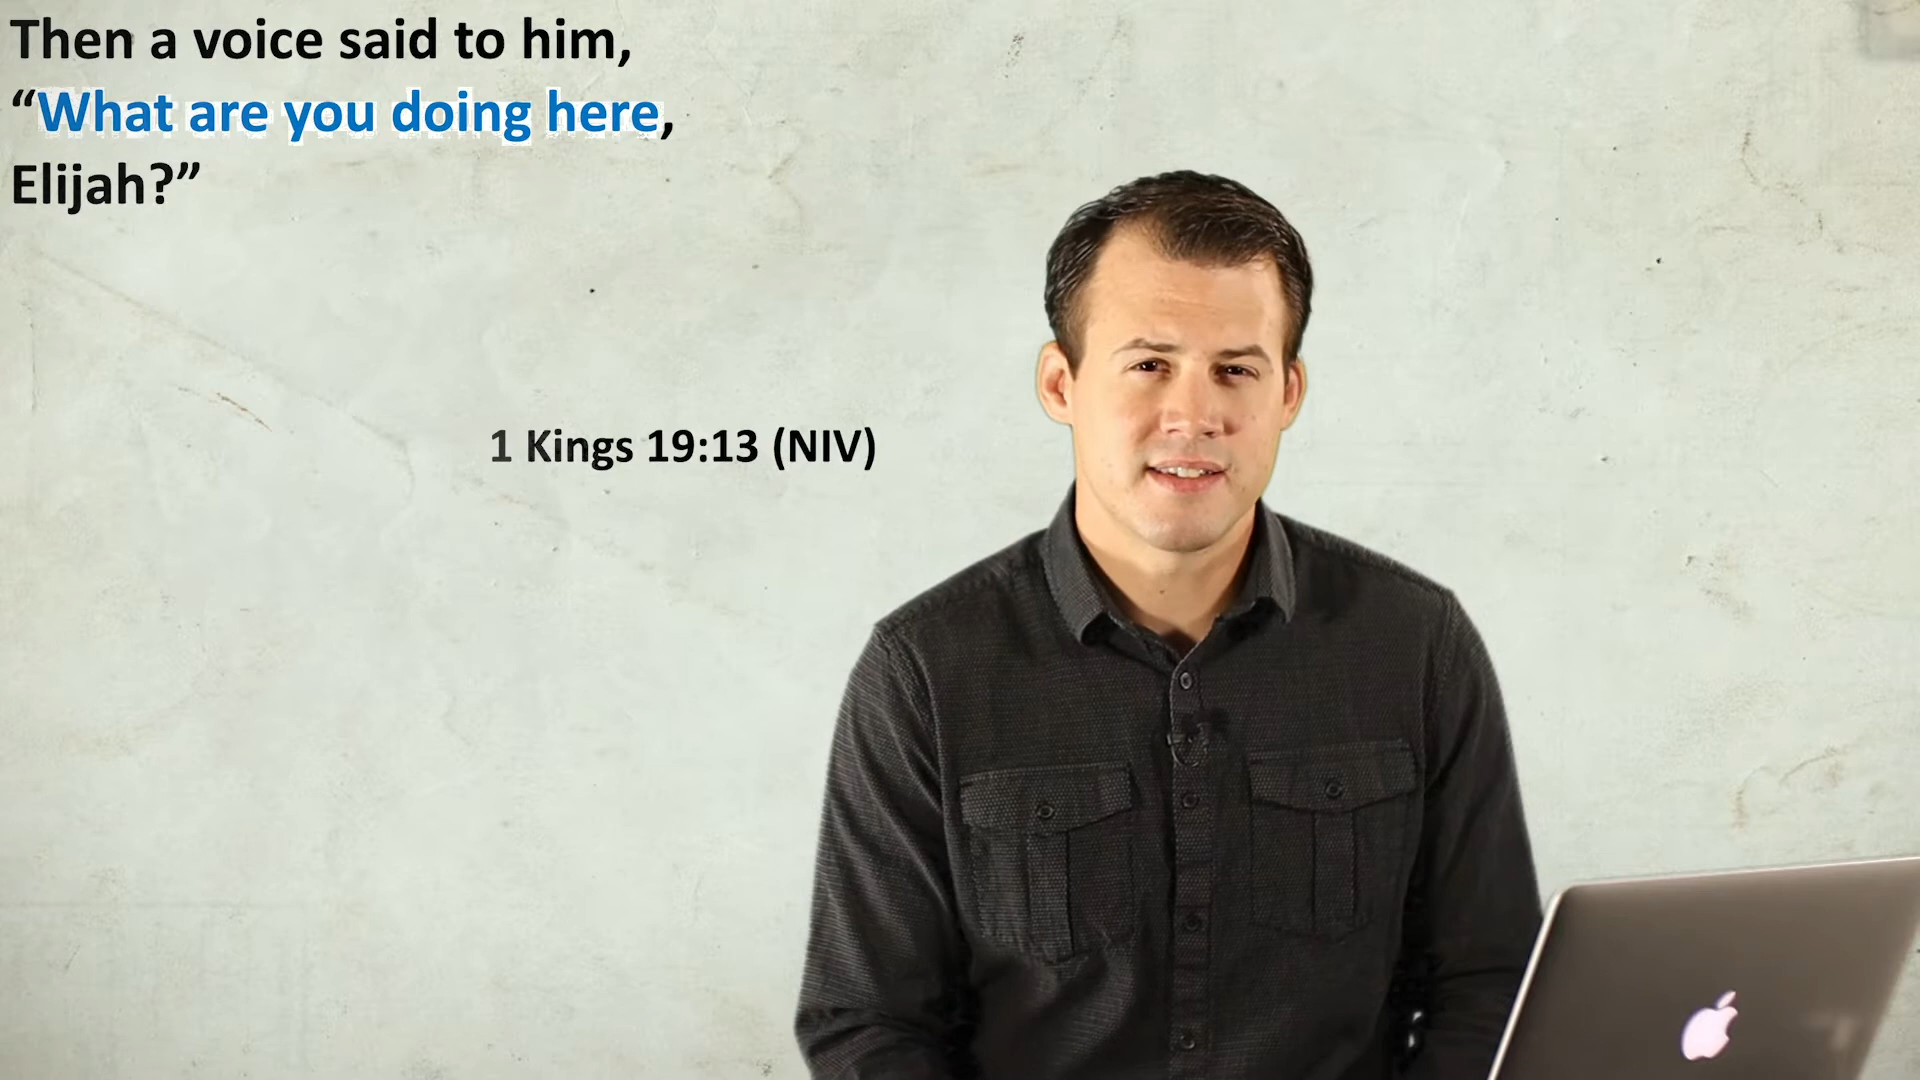 Then a voice said to him,
“What are you doing here,
Elijah?”
1 Kings 19:13 (NIV)